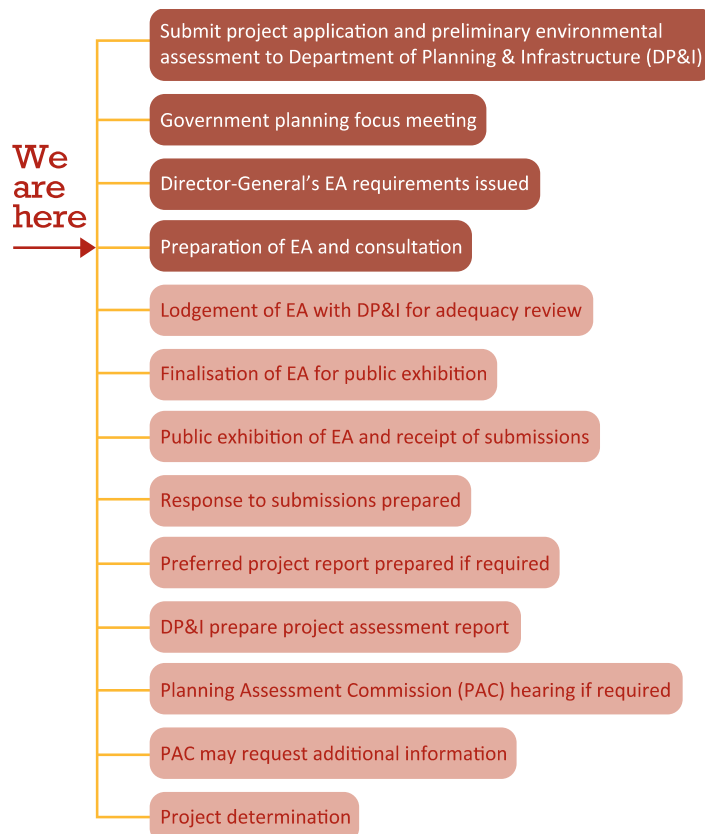 Submit project application and preliminary environmental
assessment to Department of Planning & Infrastructure (DP&I)
Government planning focus meeting
We
are
here
Director-General’s EA requirements issued
Preparation of EA and consultation
Lodgement of EA with DP&I for adequacy review
Finalisation of EA for public exhibition
Public exhibition of EA and receipt of submissions
Response to submissions prepared
Preferred project report prepared if required
DP&I prepare project assessment report
Planning Assessment Commission (PAC) hearing if required
PAC may request additional information
Project determination